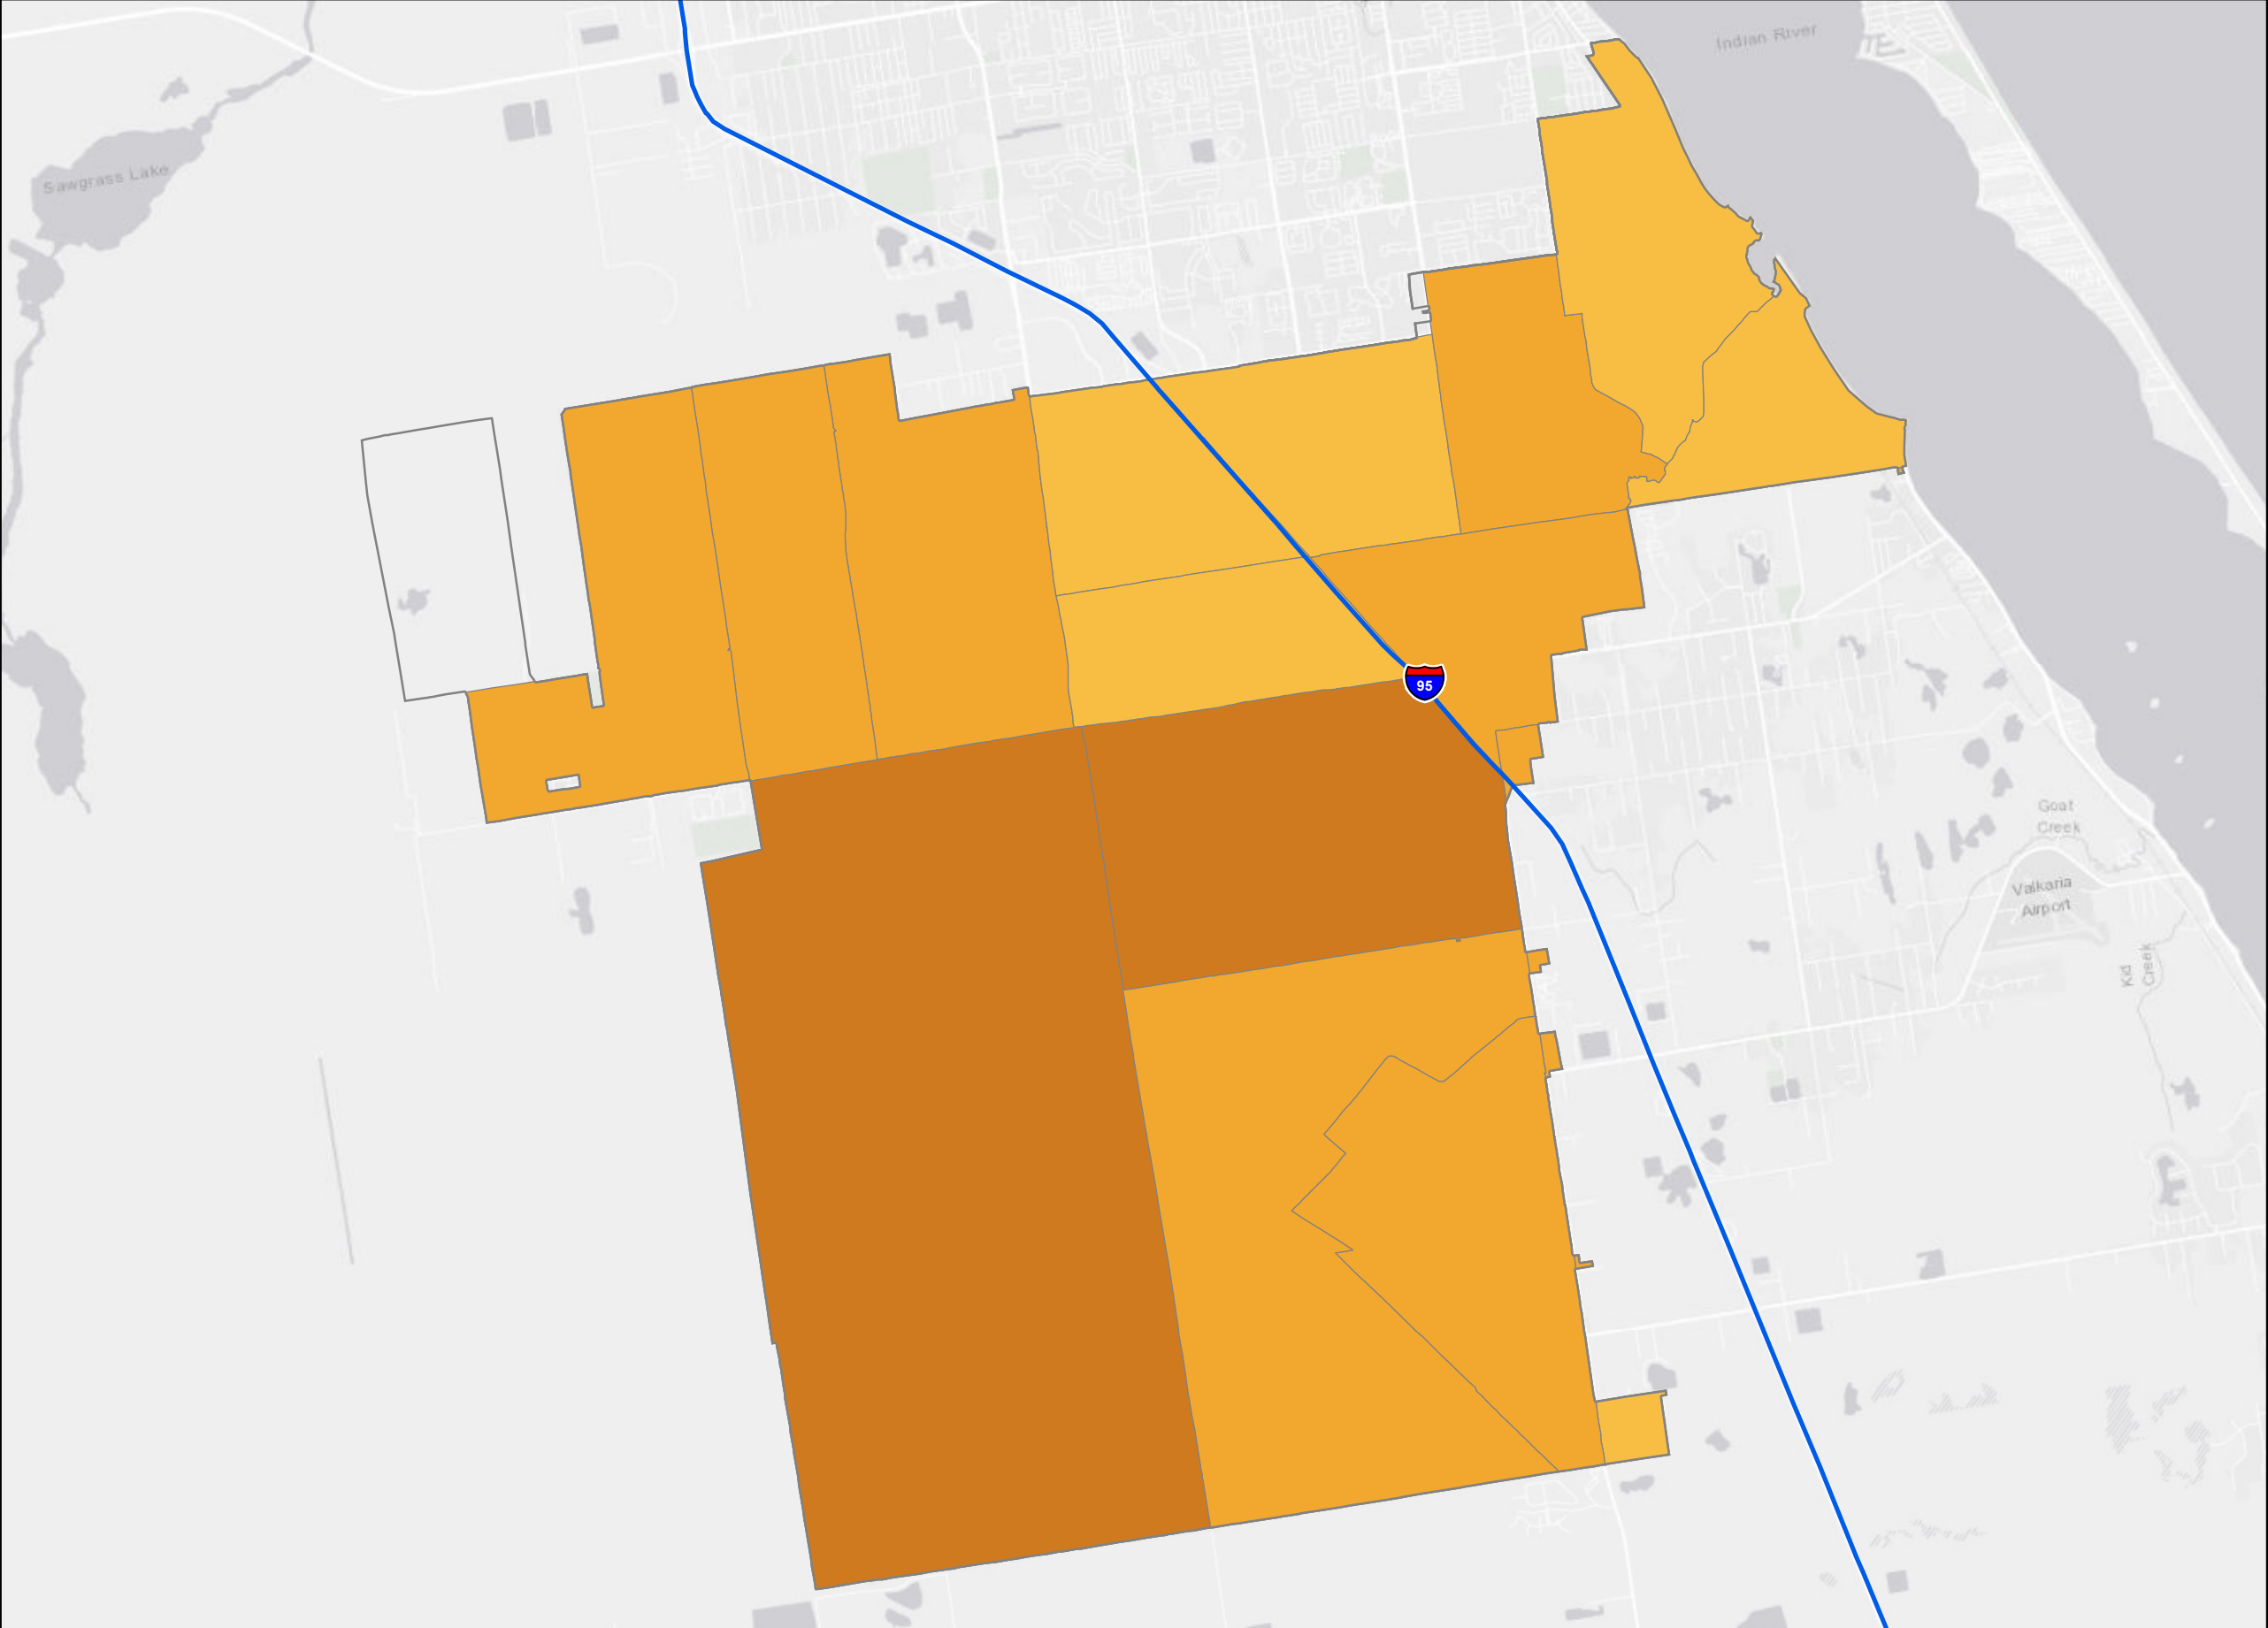 Indian River
Sawgrass Lake
95
Goat
Creek
Valkaria
Airport
Kid
Creek